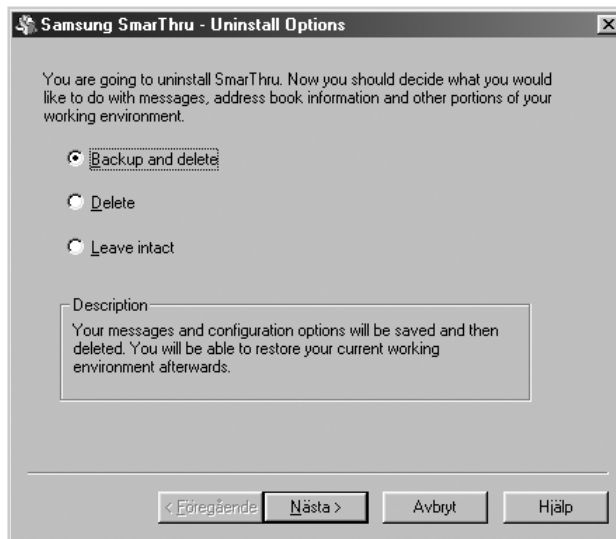 Samsung SmarThru - Uninstall Options
You are going to uninstall SmarThru. Now you should decide what you would
like to do with messages, address book information and other portions of your
working environment.
Backup and delete
Delete
Leave intact
Description
Your messages and configuration options will be saved and then
deleted. You will be able to restore your current working
environment afterwards.
< Föregående Nästa > Avbryt Hjälp